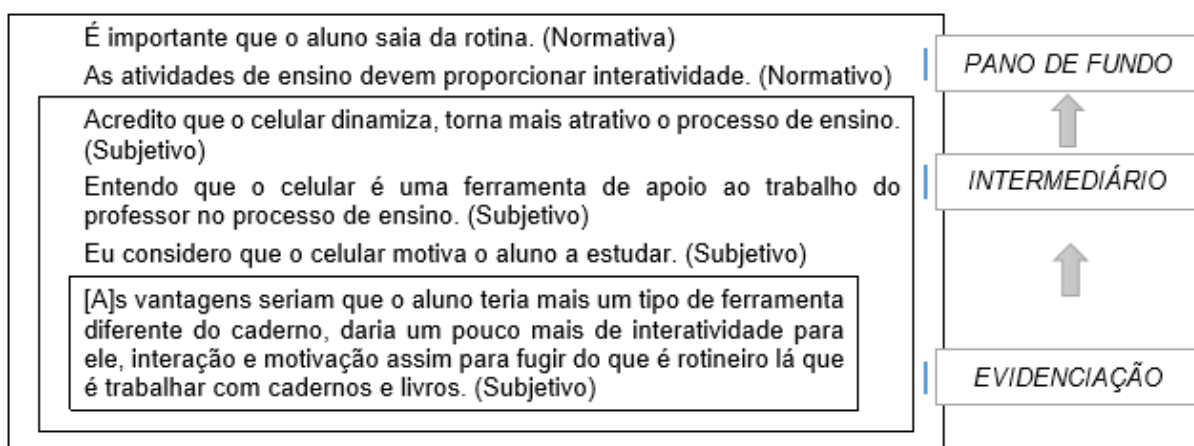 É importante que o aluno saia da rotina. (Normativa)
As atividades de ensino devem proporcionar interatividade. (Normativo)
PANO DE FUNDO
Acredito que o celular dinamiza, torna mais atrativo o processo de ensino.
(Subjetivo)
Entendo que o celular é uma ferramenta de apoio ao trabalho do
professor no processo de ensino. (Subjetivo)
Eu considero que o celular motiva o aluno a estudar. (Subjetivo)
INTERMEDIÁRIO
[A]s vantagens seriam que o aluno teria mais um tipo de ferramenta
diferente do caderno, daria um pouco mais de interatividade para
ele, interação e motivação assim para fugir do que é rotineiro lá que
é trabalhar com cadernos e livros. (Subjetivo)
EVIDENCIAÇÃO